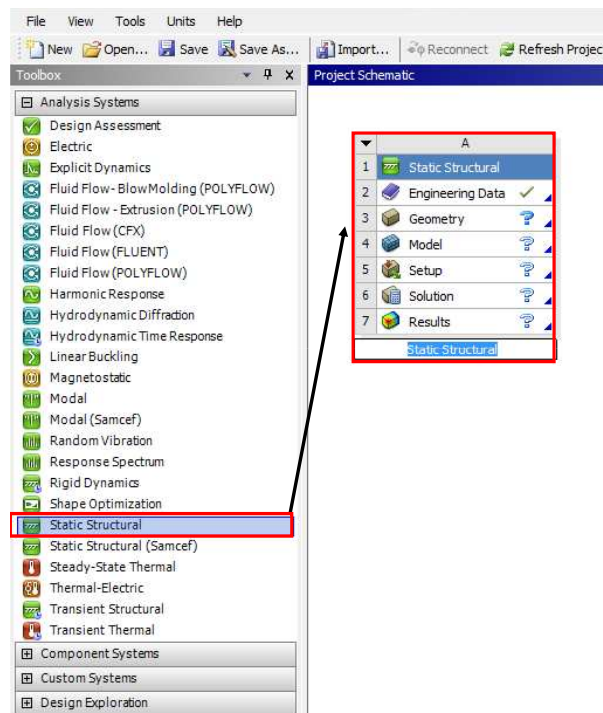 File View Tools Units Help
New Open... Save Save As... Import... Reconnect Refresh Projec
Toolbox
Project Schematic
Analysis Systems
Design Assessment
Electric
Explicit Dynamics
Fluid Flow- BlowMolding (POLYFLOW)
Fluid Flow - Extrusion (POLYFLOW)
Fluid Flow (CFX)
Fluid Flow (FLUENT)
Fluid Flow (POLYFLOW)
Harmonic Response
Hydrodynamic Diffraction
Hydrodynamic Time Response
Linear Buckling
Magnetostatic
Modal
Modal (Samcef)
Random Vibration
Response Spectrum
Rigid Dynamics
Shape Optimization
Static Structural
Static Structural (Samcef)
Steady-State Thermal
Thermal-Electric
Transient Structural
Transient Thermal
Component Systems
Custom Systems
Design Exploration
A
1 Static Structural
2 Engineering Data
3 Geometry ?
4 Model ?
5 Setup ?
6 Solution ?
7 Results ?
Static Structural